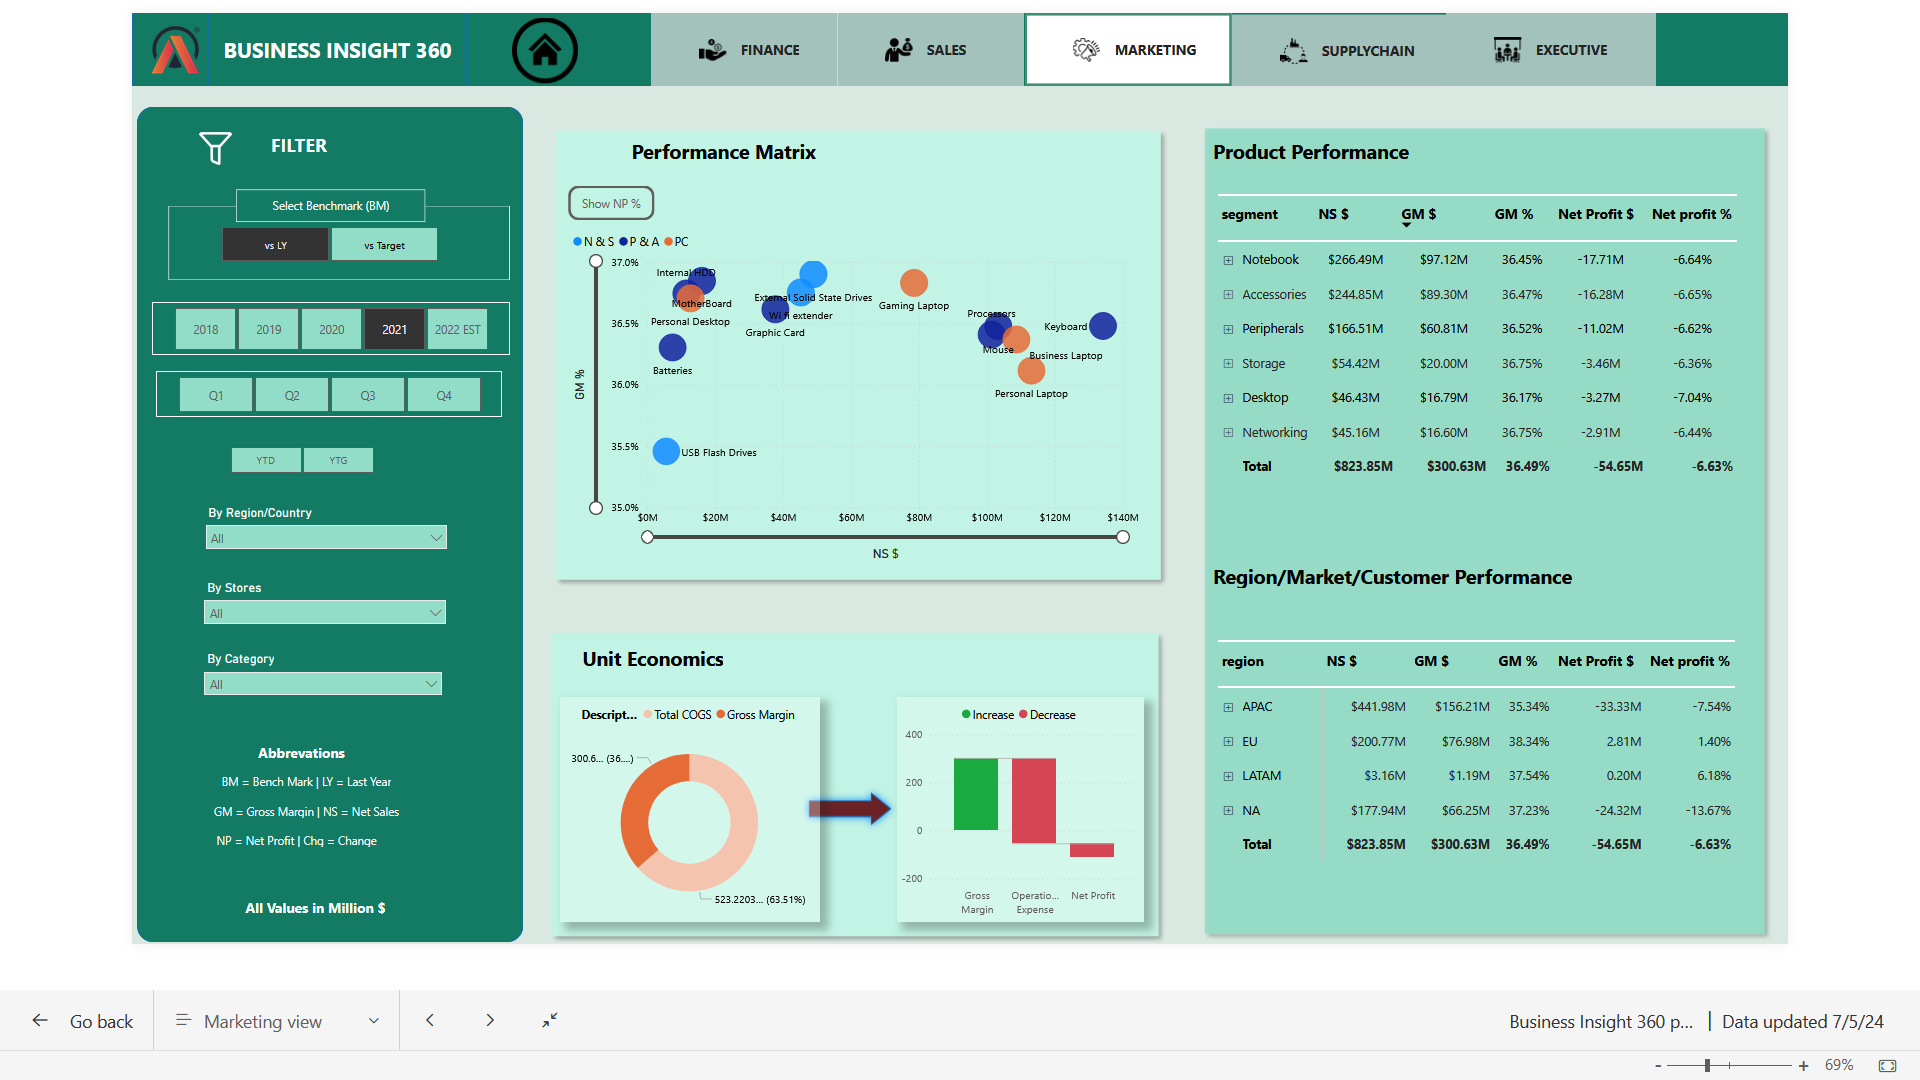 BUSINESS INSIGHT 360
FINANCE
SALES
MARKETING
SUPPLYCHAIN
EXECUTIVE
FILTER
Select Benchmark (BM)
vs LY
vs Target
2018 2019 2020 2021 2022 EST
Q1 Q2 Q3 Q4
YTD YTG
By Region/Country
All
By Stores
All
By Category
All
Abbrevations
BM = Bench Mark | LY = Last Year
GM = Gross Margin | NS = Net Sales
NP = Net Profit | Chg = Change
All Values in Million $
Performance Matrix
Show NP %
N & S P & A PC
GM %
37.0%
36.5%
36.0%
35.5%
35.0%
Internal HDD
MotherBoard
Personal Desktop
Batteries
External Solid State Drives
Wi fi extender
Graphic Card
Gaming Laptop
Processors
Keyboard
Mouse
Business Laptop
Personal Laptop
USB Flash Drives
$0M $20M $40M $60M $80M $100M $120M $140M
NS $
Unit Economics
Descript... Total COGS Gross Margin
300.6... (36....)
523.2203... (63.51%)
Increase Decrease
400
200
0
-200
Gross Margin
Operatio... Expense
Net Profit
Product Performance
segment NS $ GM $ GM % Net Profit $ Net profit %
Notebook $266.49M $97.12M 36.45% -17.71M -6.64%
Accessories $244.85M $89.30M 36.47% -16.28M -6.65%
Peripherals $166.51M $60.81M 36.52% -11.02M -6.62%
Storage $54.42M $20.00M 36.75% -3.46M -6.36%
Desktop $46.43M $16.79M 36.17% -3.27M -7.04%
Networking $45.16M $16.60M 36.75% -2.91M -6.44%
Total $823.85M $300.63M 36.49% -54.65M -6.63%
Region/Market/Customer Performance
region NS $ GM $ GM % Net Profit $ Net profit %
APAC $441.98M $156.21M 35.34% -33.33M -7.54%
EU $200.77M $76.98M 38.34% 2.81M 1.40%
LATAM $3.16M $1.19M 37.54% 0.20M 6.18%
NA $177.94M $66.25M 37.23% -24.32M -13.67%
Total $823.85M $300.63M 36.49% -54.65M -6.63%
Go back
Marketing view
Business Insight 360 p... | Data updated 7/5/24
- + 69%